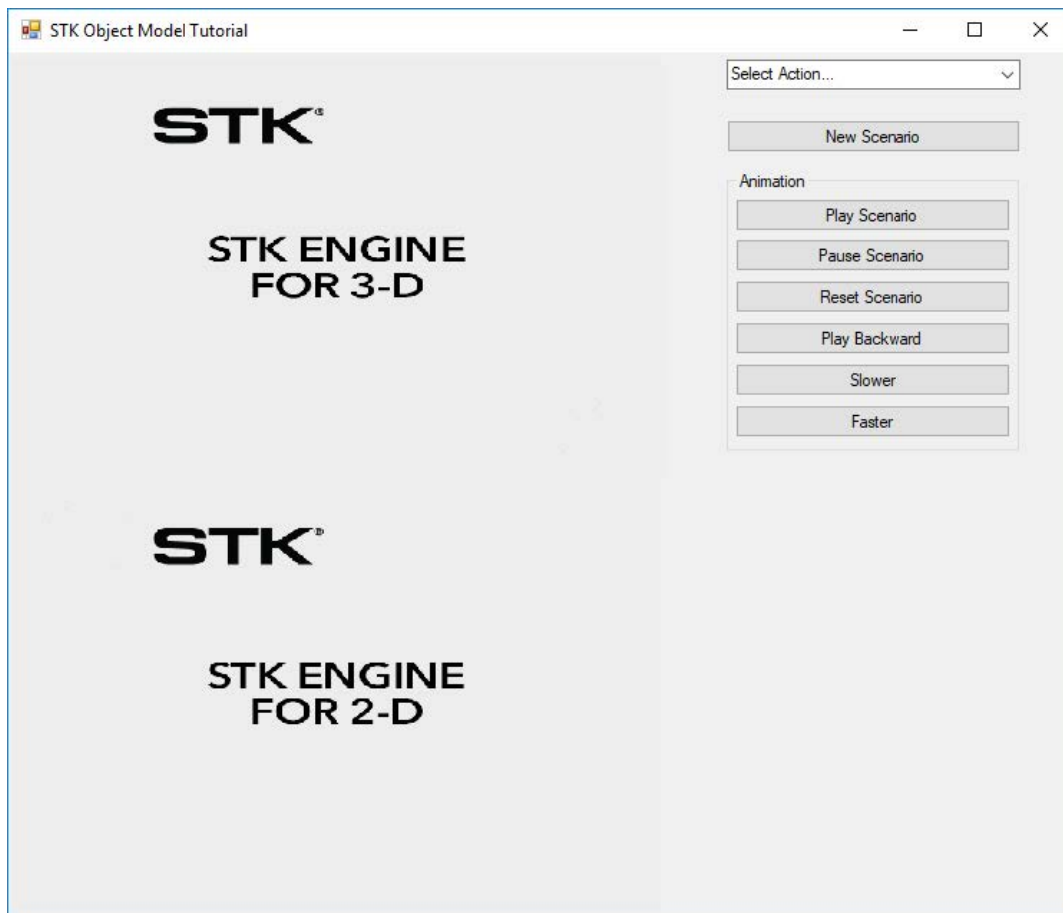 STK Object Model Tutorial
Select Action...
New Scenario
Animation
Play Scenario
Pause Scenario
Reset Scenario
Play Backward
Slower
Faster
STK®
STK ENGINE
FOR 3-D
STK®
STK ENGINE
FOR 2-D